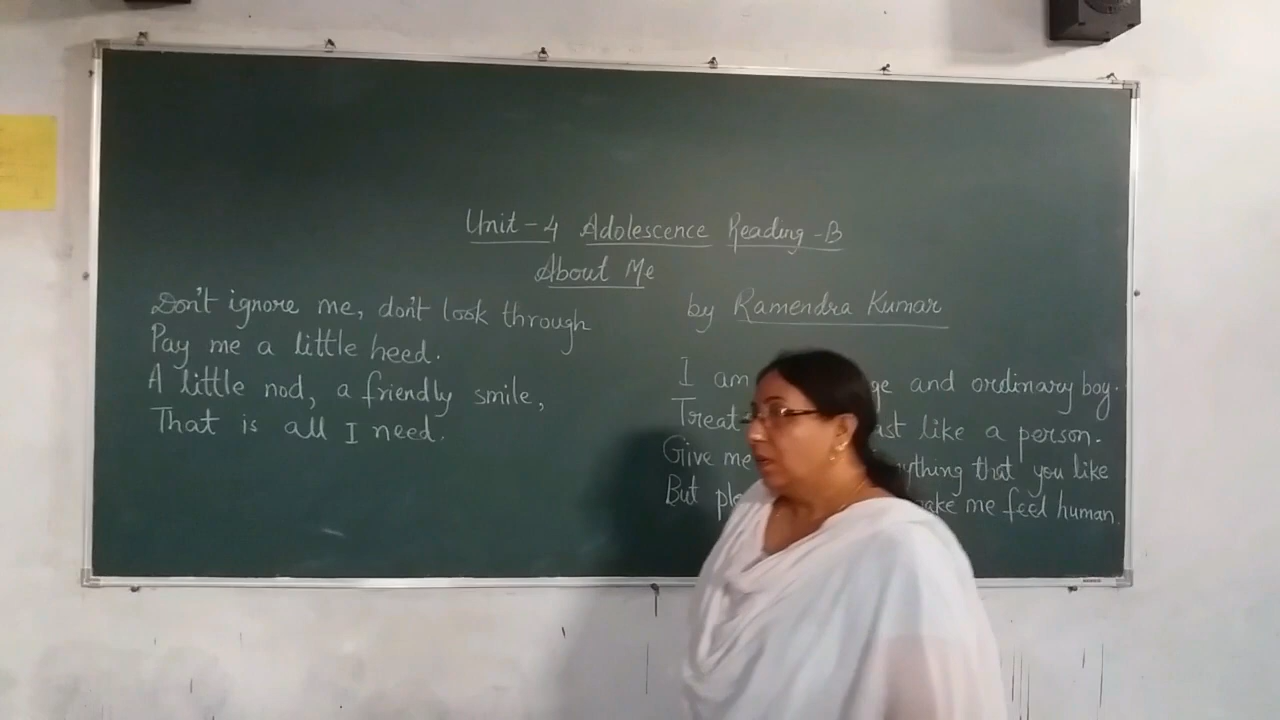 Unit-4 Adolescence Reading-B
About Me
by Ramendra Kumar
Don't ignore me, don't look through
Pay me a little heed.
A little nod, a friendly smile,
That is all I need.
I am and ordinary boy.
Treat like a person.
Give me that you like
But me feel human.